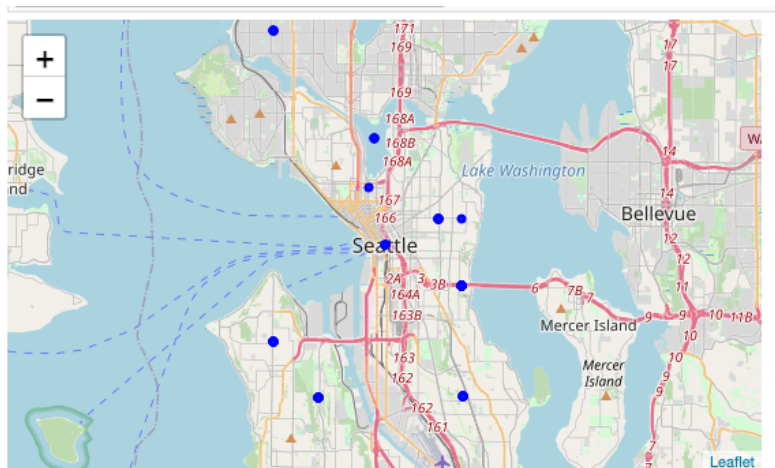 +
−
171
169
17
17
169
168A
168B
168A
14
W
Lake Washington
ridge
nd
14
167
166
Bellevue
12
Seattle
12
2A
3
3B
11
6
7B
7
164A
163B
9
9
10
11B
Mercer Island
10
163
Mercer
Island
10
162
9
9
162
161
7
7
Leaflet